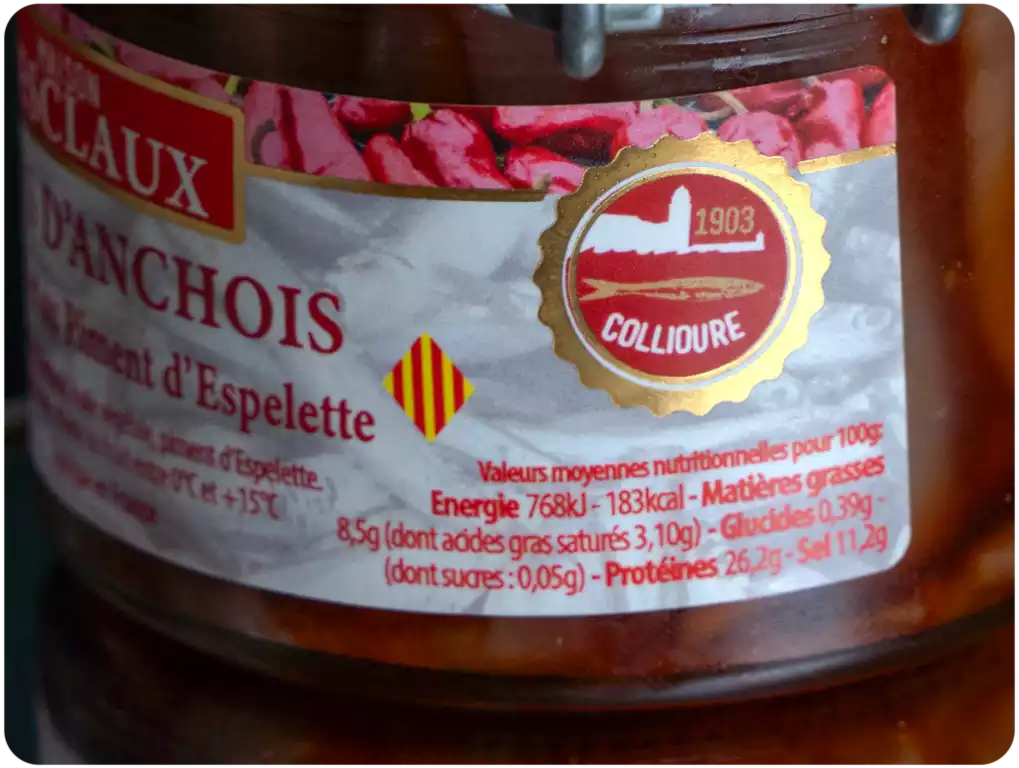 CLAUX
D'ANCHOIS
Piment d'Espelette
piment d'Espelette.
entre 0°C et +15°C
1903
COLLIOURE
Valeurs moyennes nutritionnelles pour 100g:
Energie 768kJ - 183kcal - Matières grasses
8,5g (dont acides gras saturés 3,10g) - Glucides 0,39g -
(dont sucres : 0,05g) - Protéines 26,2g - Sel 11,2g